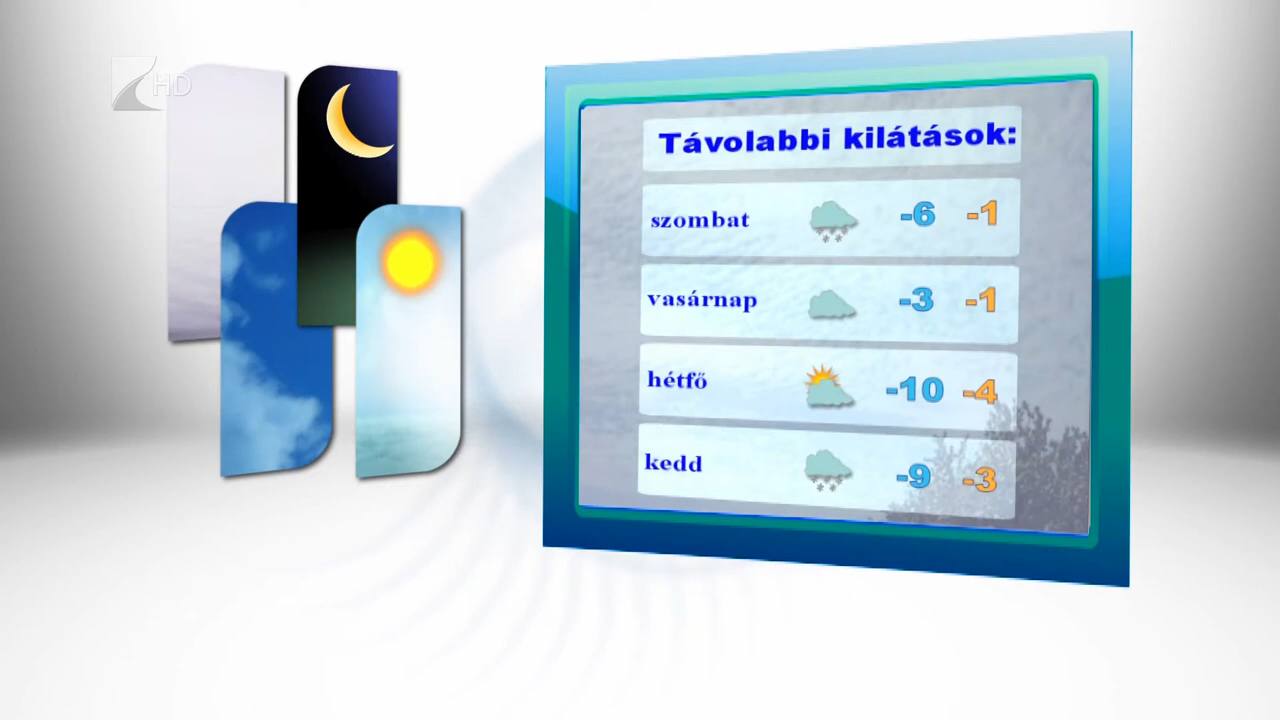 HD
Távolabbi kilátások:
szombat -6 -1
vasárnap -3 -1
hétfő -10 -4
kedd -9 -3